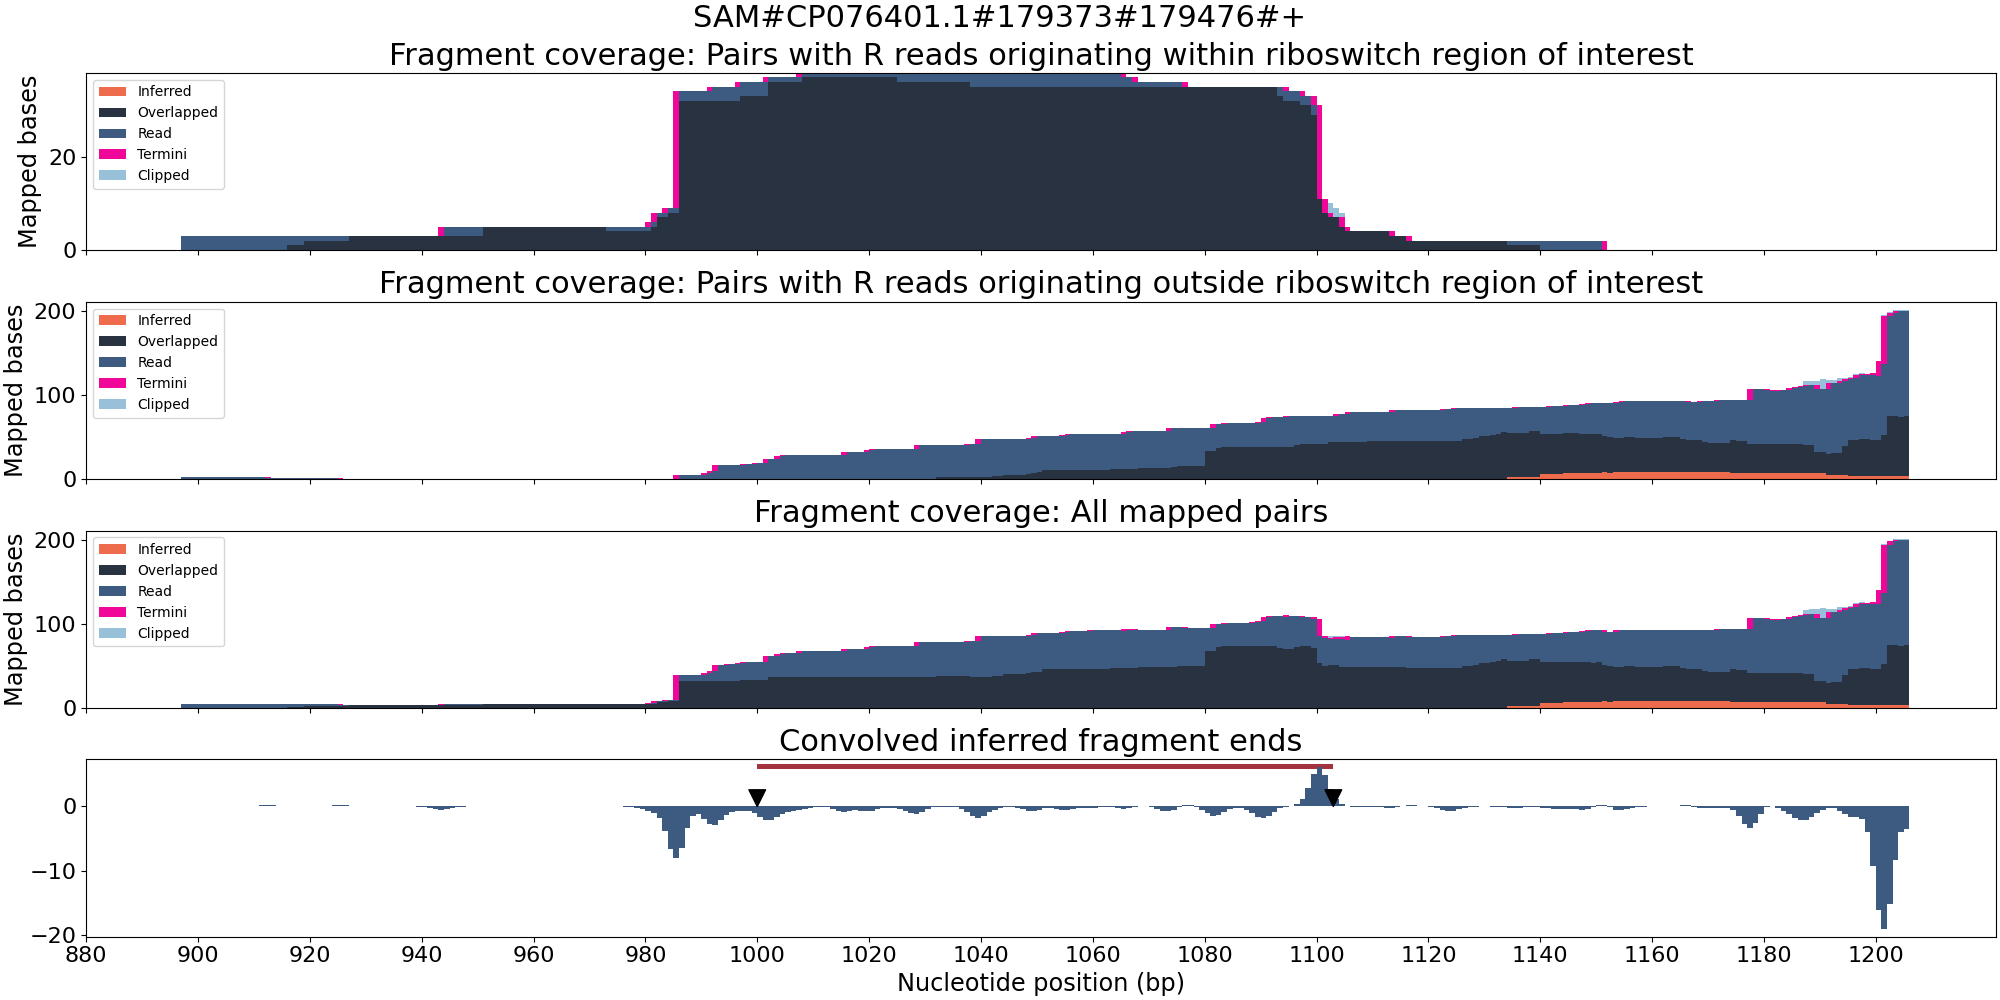 SAM#CP076401.1#179373#179476#+
Fragment coverage: Pairs with R reads originating within riboswitch region of interest
Mapped bases
20
0
Inferred
Overlapped
Read
Termini
Clipped
Fragment coverage: Pairs with R reads originating outside riboswitch region of interest
Mapped bases
200
100
0
Inferred
Overlapped
Read
Termini
Clipped
Fragment coverage: All mapped pairs
Mapped bases
200
100
0
Inferred
Overlapped
Read
Termini
Clipped
Convolved inferred fragment ends
0
−10
−20
880 900 920 940 960 980 1000 1020 1040 1060 1080 1100 1120 1140 1160 1180 1200
Nucleotide position (bp)